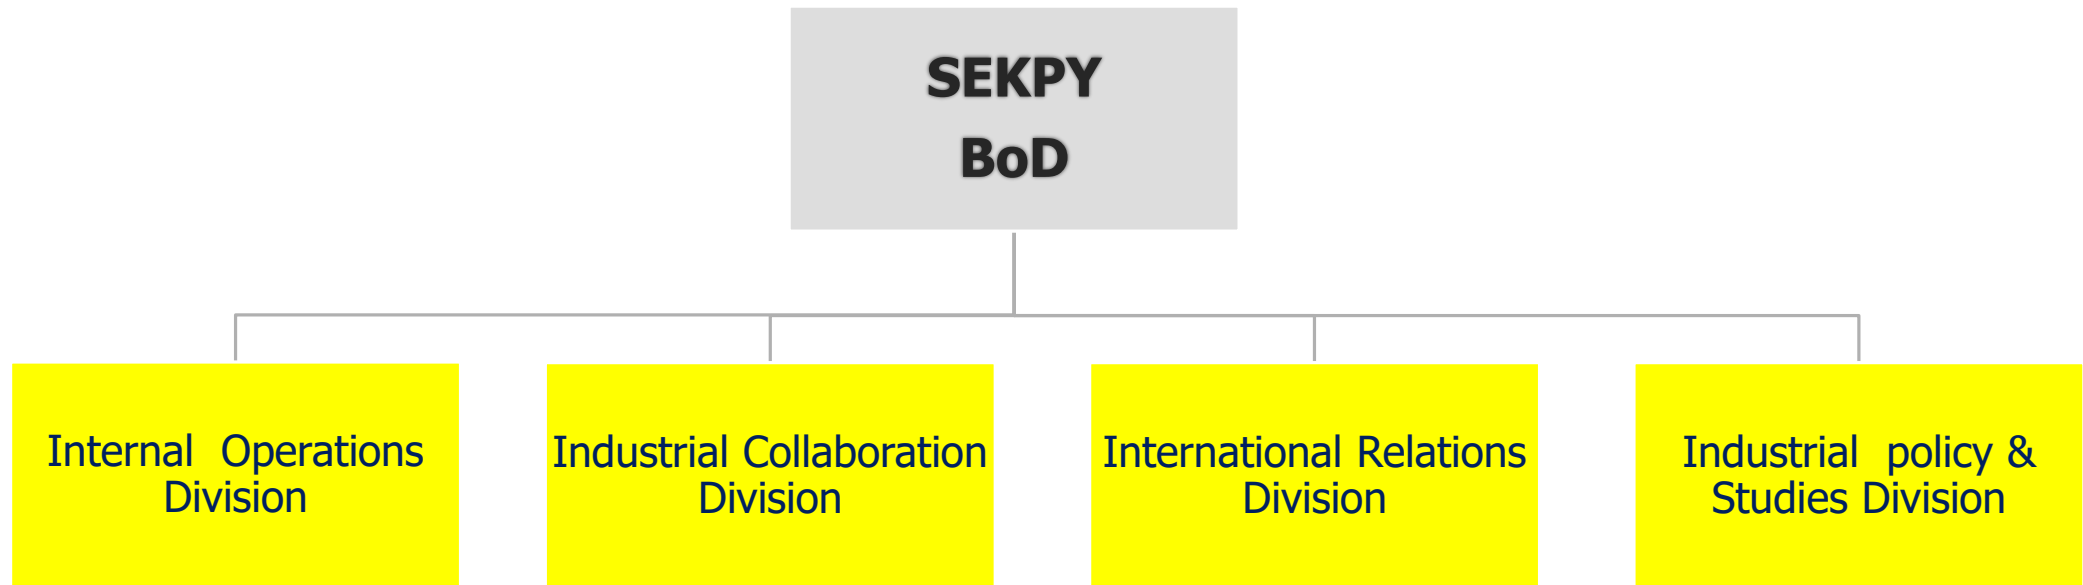 SEKPY
BoD
Internal Operations
Division
Industrial Collaboration
Division
International Relations
Division
Industrial policy &
Studies Division